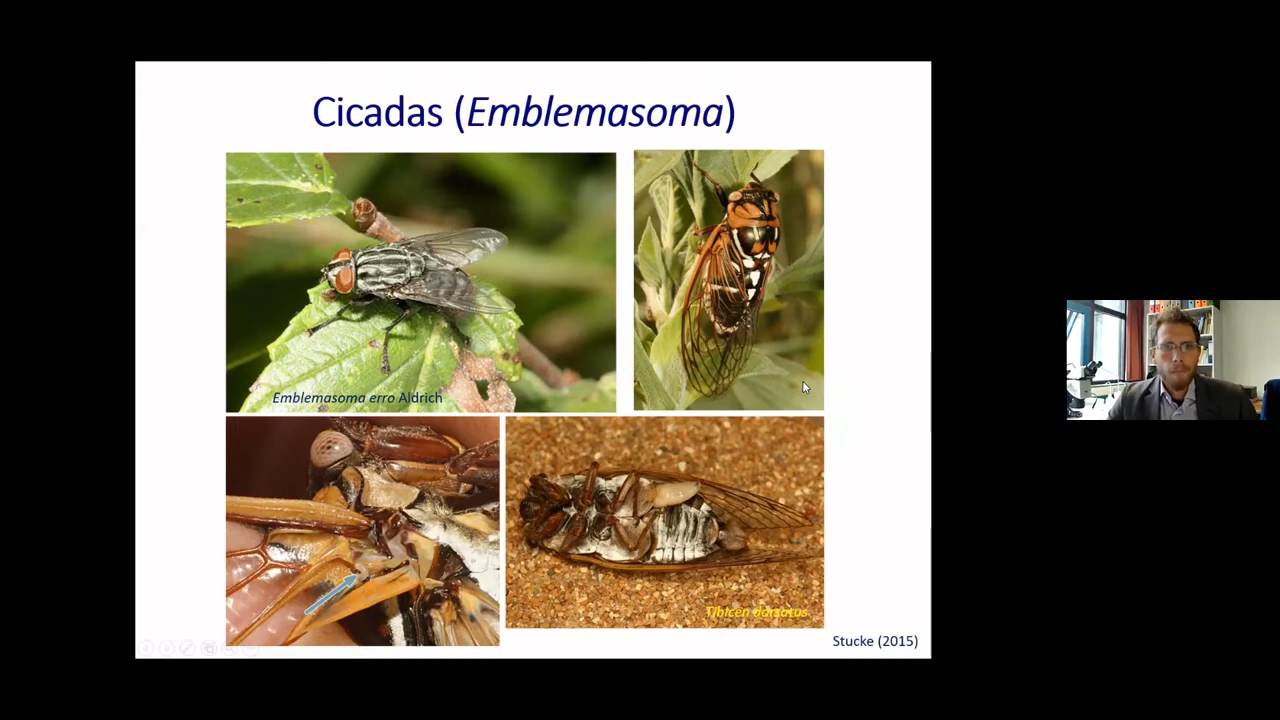 Cicadas (Emblemasoma)
Emblemasoma erro Aldrich
Tibicen dorsatus
Stucke (2015)